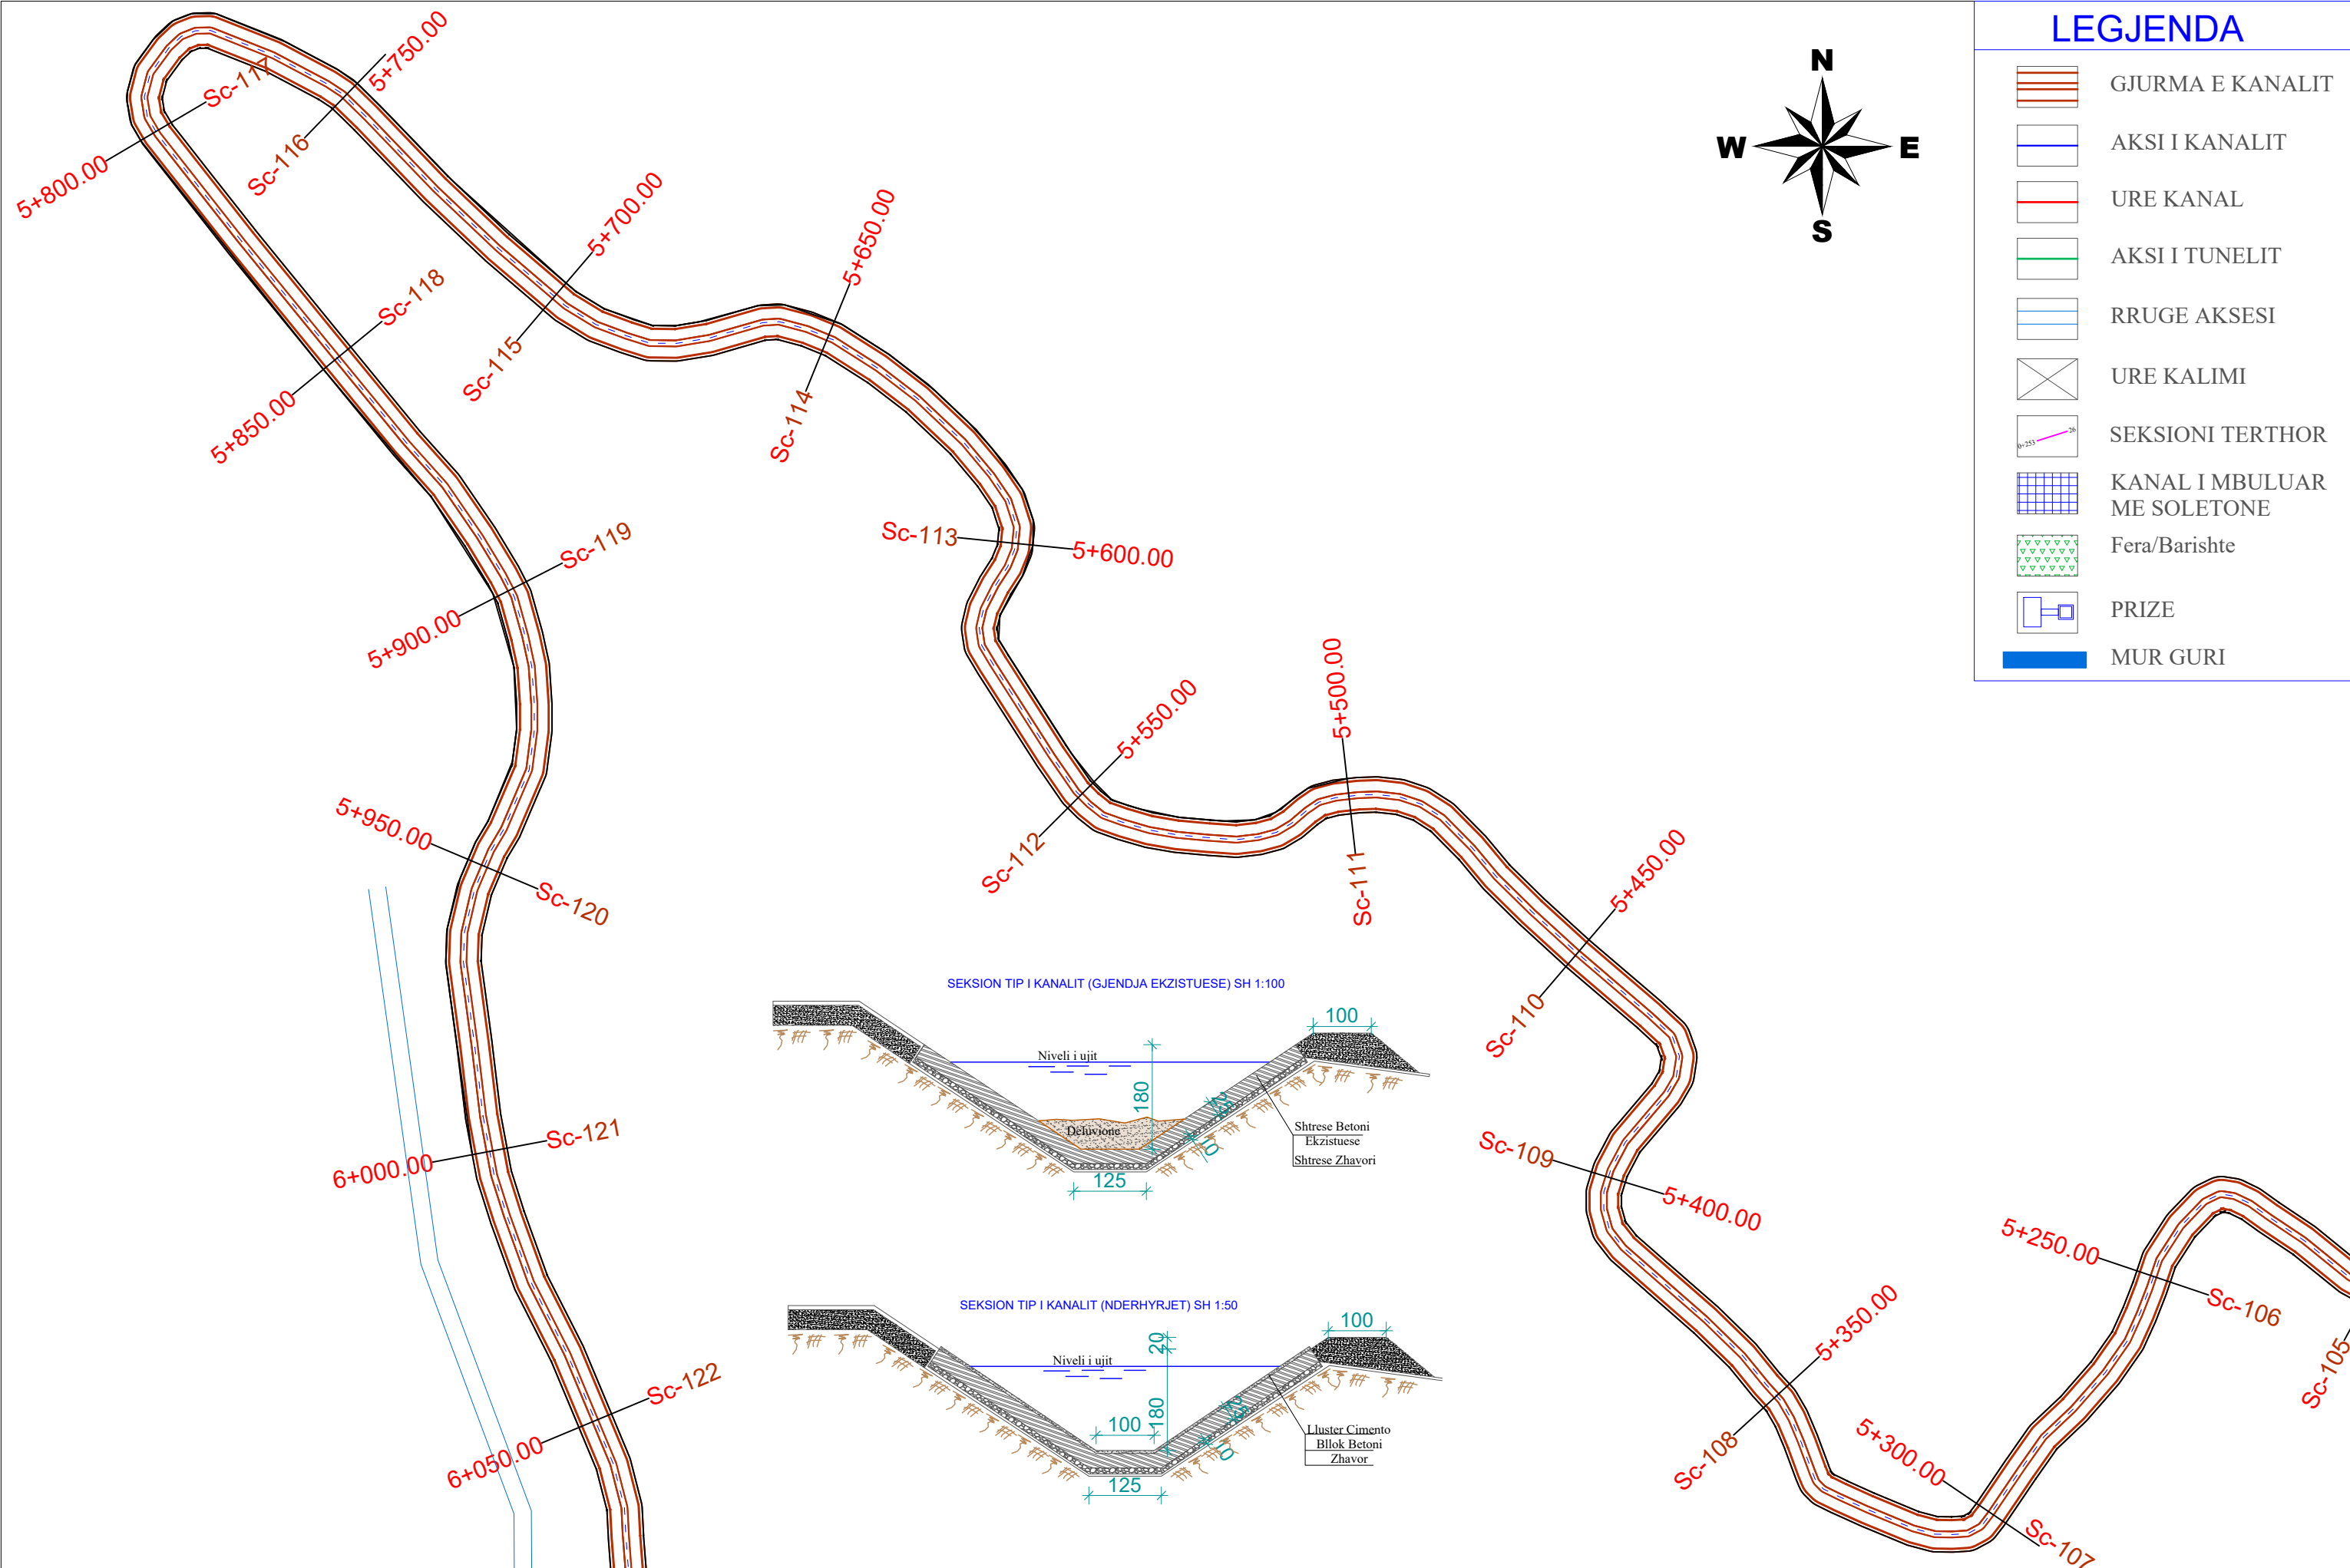 LEGJENDA
GJURMA E KANALIT
AKSI I KANALIT
URE KANAL
AKSI I TUNELIT
RRUGE AKSESI
URE KALIMI
0+253
26
SEKSIONI TERTHOR
KANAL I MBULUAR
ME SOLETONE
Fera/Barishte
PRIZE
MUR GURI
N
W
E
S
5+750.00
Sc-117
Sc-116
5+800.00
5+700.00
5+650.00
Sc-118
Sc-115
5+850.00
Sc-114
Sc-113
5+600.00
Sc-119
5+900.00
5+500.00
5+550.00
5+950.00
Sc-112
Sc-111
5+450.00
Sc-120
Sc-110
Sc-121
6+000.00
Sc-109
5+400.00
5+250.00
Sc-106
5+350.00
Sc-105
Sc-122
6+050.00
Sc-108
5+300.00
Sc-107
SEKSION TIP I KANALIT (GJENDJA EKZISTUESE) SH 1:100
100
Niveli i ujit
180
Deluvione
10
125
Shtrese Betoni
Ekzistuese
Shtrese Zhavori
SEKSION TIP I KANALIT (NDERHYRJET) SH 1:50
100
20
Niveli i ujit
180
100
10
125
Lluster Cimento
Bllok Betoni
Zhavor